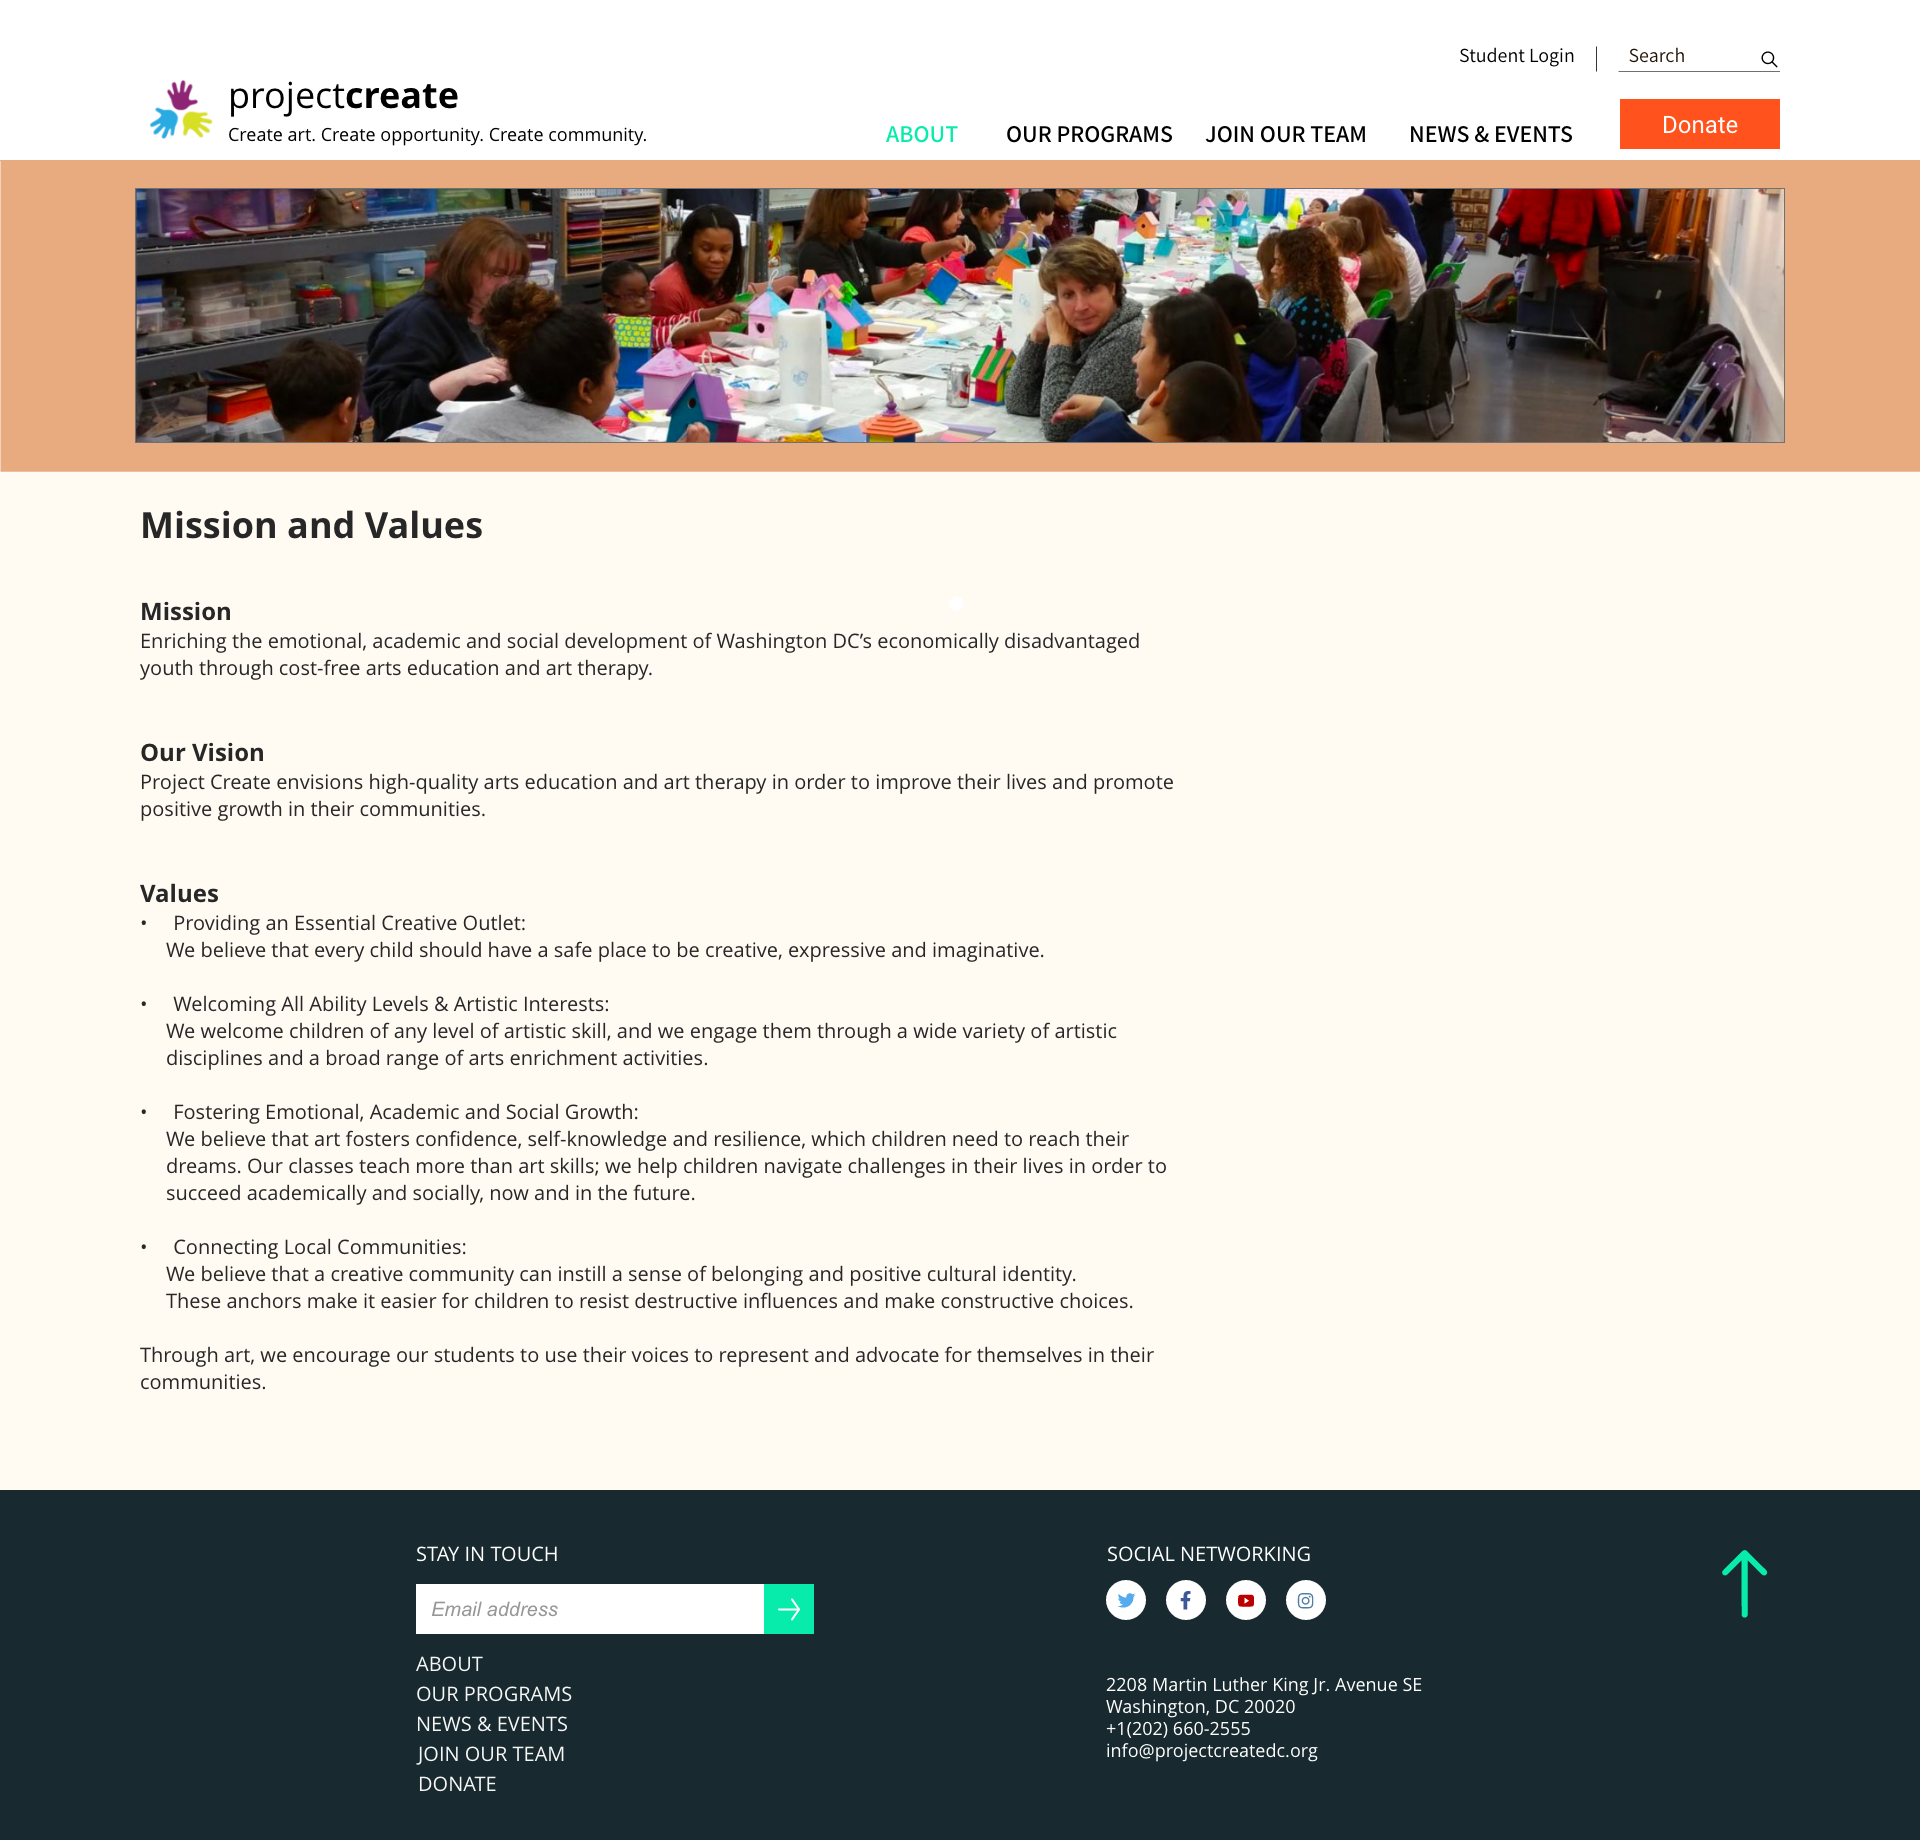 Student Login
Search
projectcreate
Create art. Create opportunity. Create community.
ABOUT
OUR PROGRAMS
JOIN OUR TEAM
NEWS & EVENTS
Donate
Mission and Values
Mission
Enriching the emotional, academic and social development of Washington DC’s economically disadvantaged
youth through cost-free arts education and art therapy.
Our Vision
Project Create envisions high-quality arts education and art therapy in order to improve their lives and promote
positive growth in their communities.
Values
• Providing an Essential Creative Outlet:
We believe that every child should have a safe place to be creative, expressive and imaginative.
• Welcoming All Ability Levels & Artistic Interests:
We welcome children of any level of artistic skill, and we engage them through a wide variety of artistic
disciplines and a broad range of arts enrichment activities.
• Fostering Emotional, Academic and Social Growth:
We believe that art fosters confidence, self-knowledge and resilience, which children need to reach their
dreams. Our classes teach more than art skills; we help children navigate challenges in their lives in order to
succeed academically and socially, now and in the future.
• Connecting Local Communities:
We believe that a creative community can instill a sense of belonging and positive cultural identity.
These anchors make it easier for children to resist destructive influences and make constructive choices.
Through art, we encourage our students to use their voices to represent and advocate for themselves in their
communities.
STAY IN TOUCH
Email address
ABOUT
OUR PROGRAMS
NEWS & EVENTS
JOIN OUR TEAM
DONATE
SOCIAL NETWORKING
2208 Martin Luther King Jr. Avenue SE
Washington, DC 20020
+1(202) 660-2555
info@projectcreatedc.org